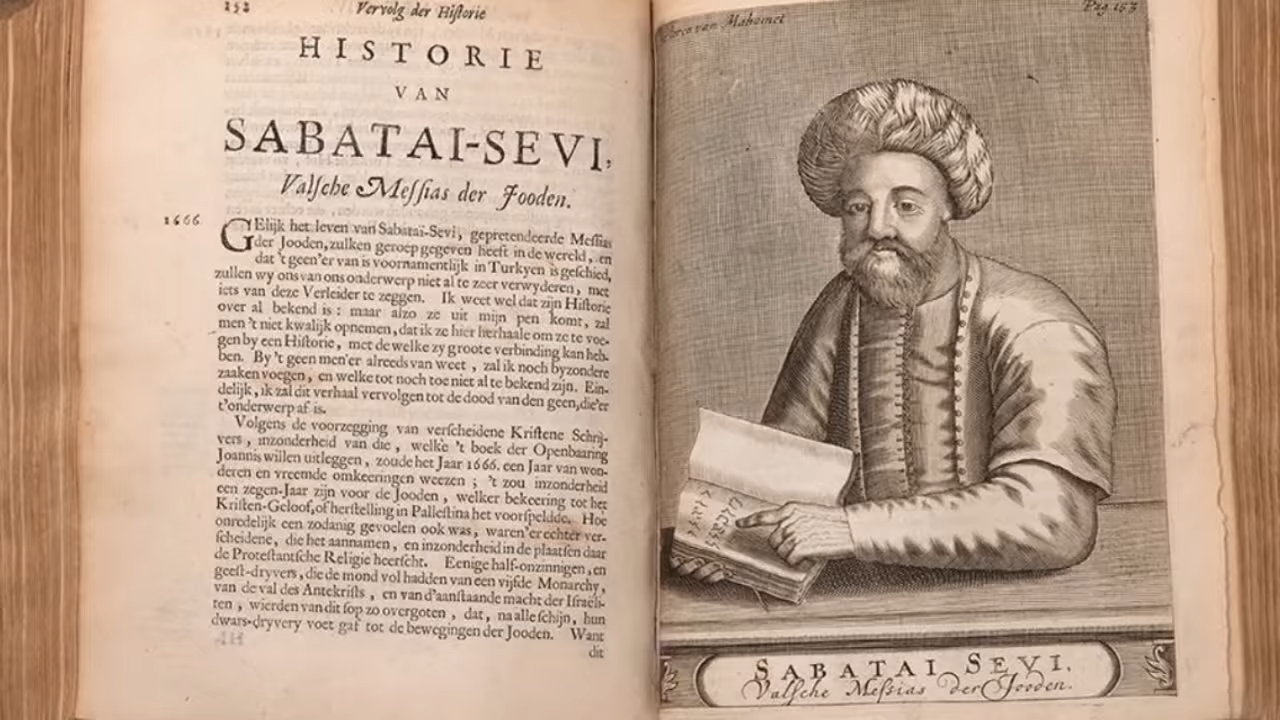 152
Vervolg der Hiſtorie
HISTORIE
VAN
SABATAI-SEVI,
Valſche Meſſias der Jooden.
1666.
GElijk het leven van Sabatai-Sevi, gepretendeerde Meſſias
der Jooden, zulken geroep gegeven heeft in de wereld, en
dat 't geen'er van is voornamentlijk in Turkyen is geſchied,
zullen wy ons van ons onderwerp niet al te zeer verwyderen, met
iets van deze Verleider te zeggen. Ik weet wel dat zijn Hiſtorie
over al bekend is: maar alzo ze uit mijn pen komt, zal
men 't niet kwalijk opnemen, dat ik ze hier herhaale om ze te voe-
gen by een Hiſtorie, met de welke zy groote verbinding kan heb-
ben. By 't geen men'er alreeds van weet, zal ik noch byzondere
zaaken voegen, en welke tot noch toe niet al te bekend zijn. Ein-
delijk, ik zal dit verhaal vervolgen tot de dood van den geen, die'er
t'onderwerp af is.
Volgens de voorzegging van verſcheidene Kriſtene Schrij-
vers, inzonderheid van die, welke 't boek der Openbaaring
Joannis willen uitleggen, zoude het Jaar 1666. een Jaar van won-
deren en vreemde omkeeringen weezen; 't zou inzonderheid
een zegen-Jaar zijn voor de Jooden, welker bekeering tot het
Kriſten-Geloof, of herſtelling in Paleſtina het voorſpeldde. Hoe
onredelijk een zodanig gevoelen ook was, waren'er echter ver-
ſcheidene, die het aannamen, en inzonderheid in de plaatſen daar
de Proteſtantſche Religie heerſcht. Eenige half-onzinnigen, en
geeſt-dryvers, die de mond vol hadden van een vijfde Monarchy,
van de val des Antekriſts, en van d'aanſtaande macht der Iſraëli-
ten, wierden van dit ſop zo overgoten, dat, na alle ſchijn, hun
dwars-dryvery voet gaf tot de bewegingen der Jooden. Want
dit
van Mahomet
Pag. 153
SABATAI SEVI.
Valſche Meſsias der Jooden.